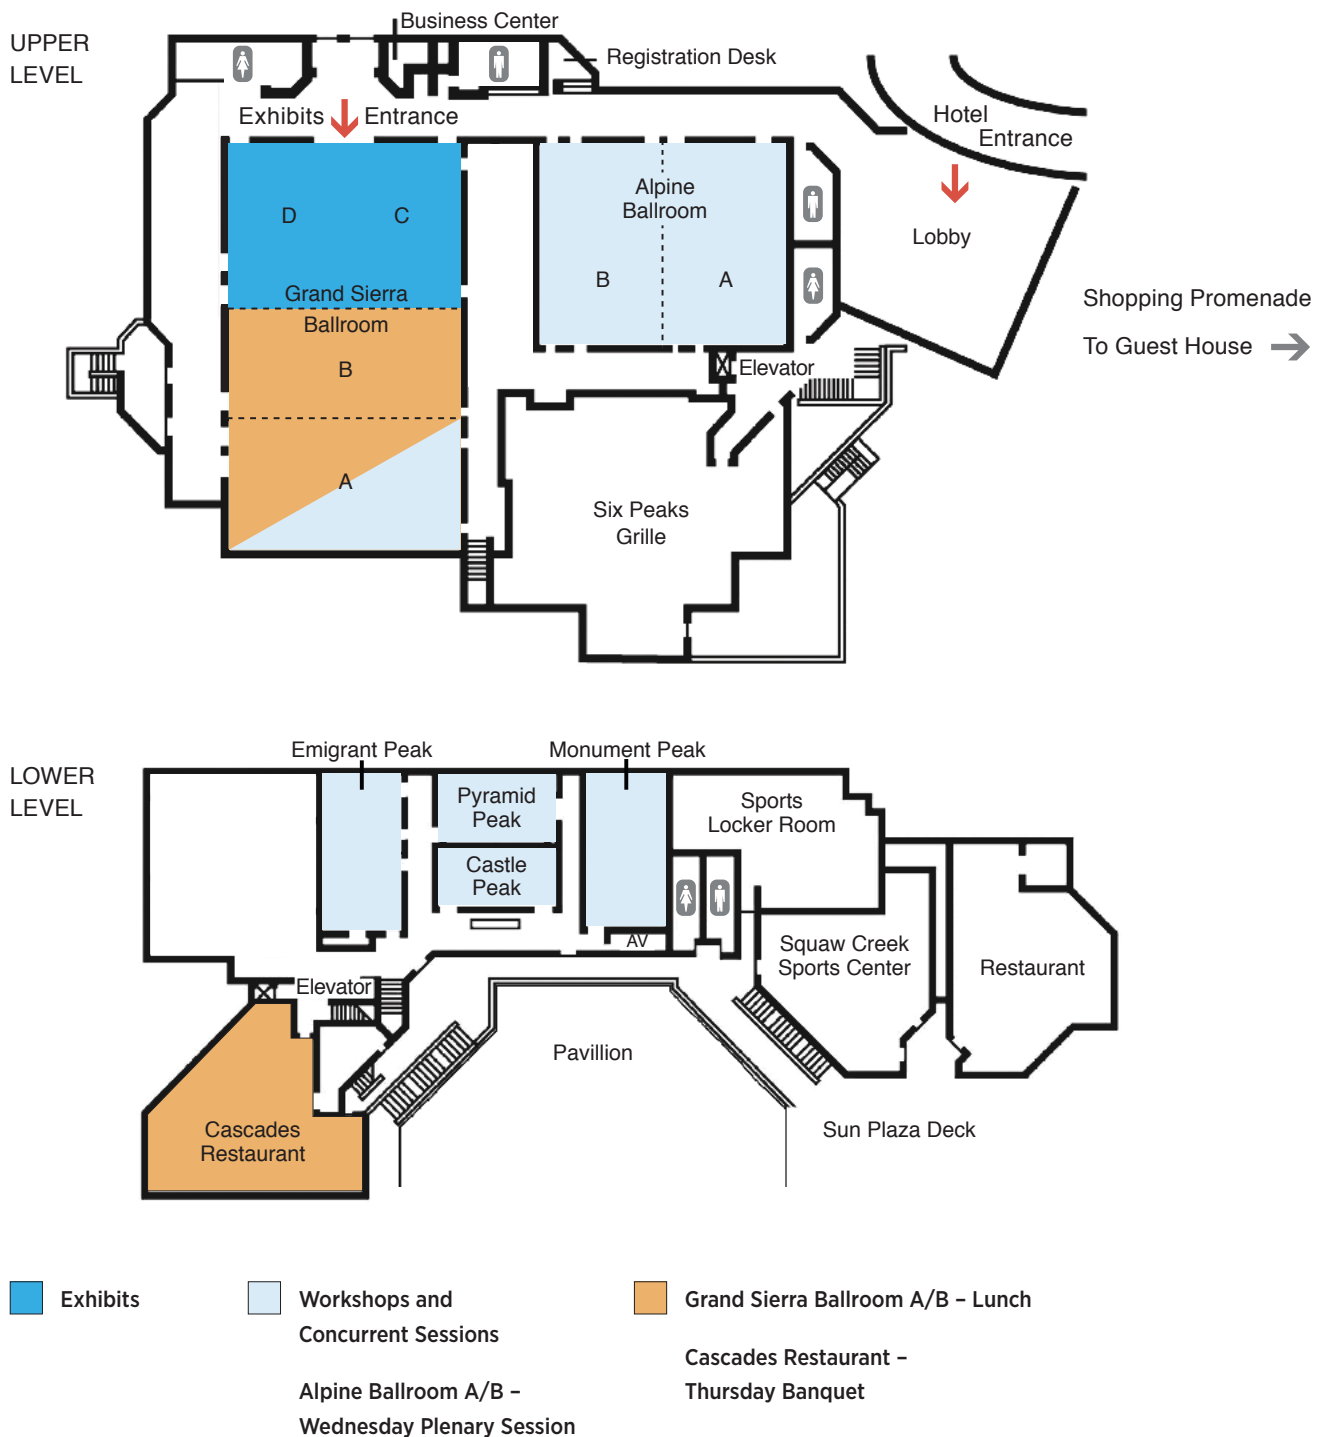 UPPER
LEVEL
Business Center
Registration Desk
Exhibits Entrance
Hotel
Entrance
D
C
Alpine
Ballroom
Lobby
B
A
Grand Sierra
Ballroom
Shopping Promenade
To Guest House
B
Elevator
A
Six Peaks
Grille
Emigrant Peak
Monument Peak
LOWER
LEVEL
Pyramid
Peak
Sports
Locker Room
Castle
Peak
AV
Squaw Creek
Sports Center
Restaurant
Elevator
Pavillion
Cascades
Restaurant
Sun Plaza Deck
Exhibits
Workshops and
Concurrent Sessions
Alpine Ballroom A/B –
Wednesday Plenary Session
Grand Sierra Ballroom A/B – Lunch
Cascades Restaurant –
Thursday Banquet